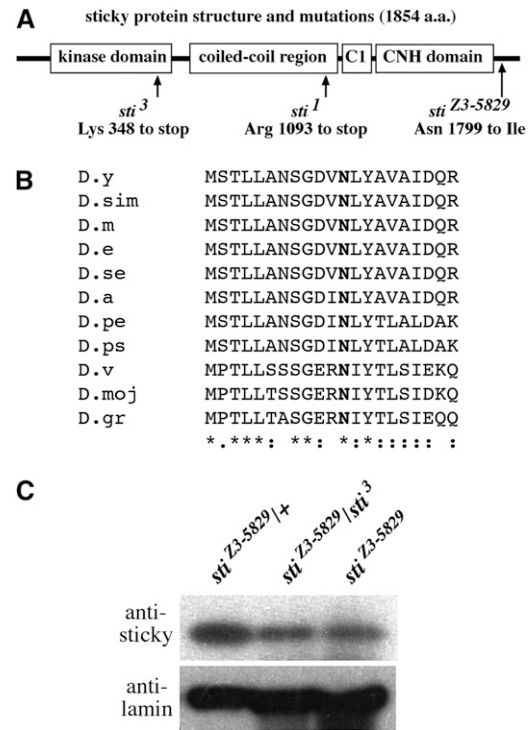 A
sticky protein structure and mutations (1854 a.a.)
kinase domain coiled-coil region C1 CNH domain
sti3 sti1 stiZ3-5829
Lys 348 to stop Arg 1093 to stop Asn 1799 to Ile
B
D.y MSTLLANSGDVNLYAVAIDQR
D.sim MSTLLANSGDVNLYAVAIDQR
D.m MSTLLANSGDVNLYAVAIDQR
D.e MSTLLANSGDVNLYAVAIDQR
D.se MSTLLANSGDVNLYAVAIDQR
D.a MSTLLANSGDINLYAVAIDQR
D.pe MSTLLANSGDINLYTLALDAK
D.ps MSTLLANSGDINLYTLALDAK
D.v MPTLLSSSGERNIYTLSIEKQ
D.moj MPTLLTSSGERNIYTLSIDKQ
D.gr MPTLLTASGERNIYTLSIEQQ
*.***: **: *:*:::::: :
C
stiZ3-5829/+ stiZ3-5829/sti3 stiZ3-5829
anti-
sticky
anti-
lamin